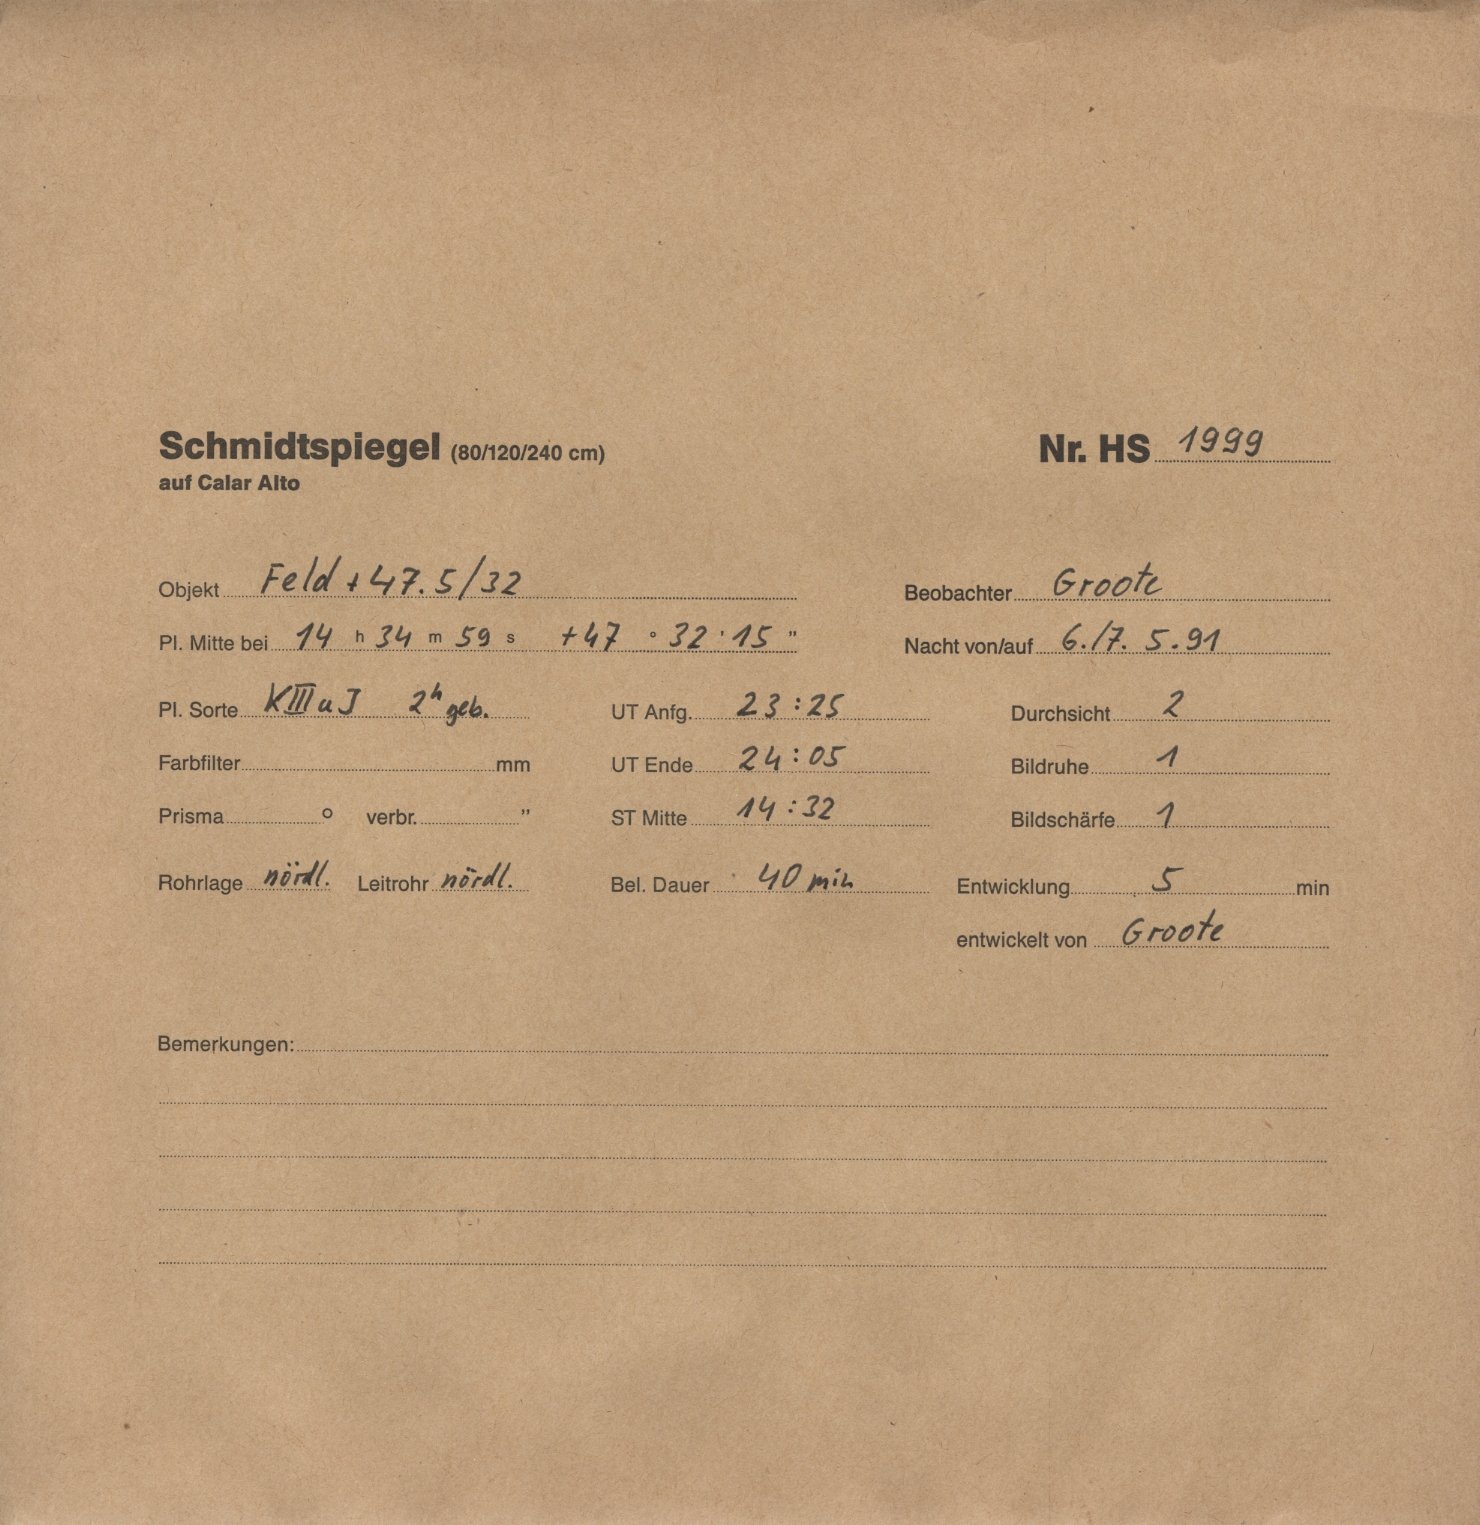 Schmidtspiegel (80/120/240 cm) Nr. HS 1999
auf Calar Alto
Objekt Feld +47.5/32 Beobachter Groote
Pl. Mitte bei 14 h 34 m 59 s +47 ° 32 ' 15 " Nacht von/auf 6./7. 5.91
Pl. Sorte KIIIaJ 2h geb. UT Anfg. 23:25 Durchsicht 2
Farbfilter mm UT Ende 24:05 Bildruhe 1
Prisma ° verbr. " ST Mitte 14:32 Bildschärfe 1
Rohrlage nördl. Leitrohr nördl. Bel. Dauer 40 min Entwicklung 5 min
entwickelt von Groote
Bemerkungen: